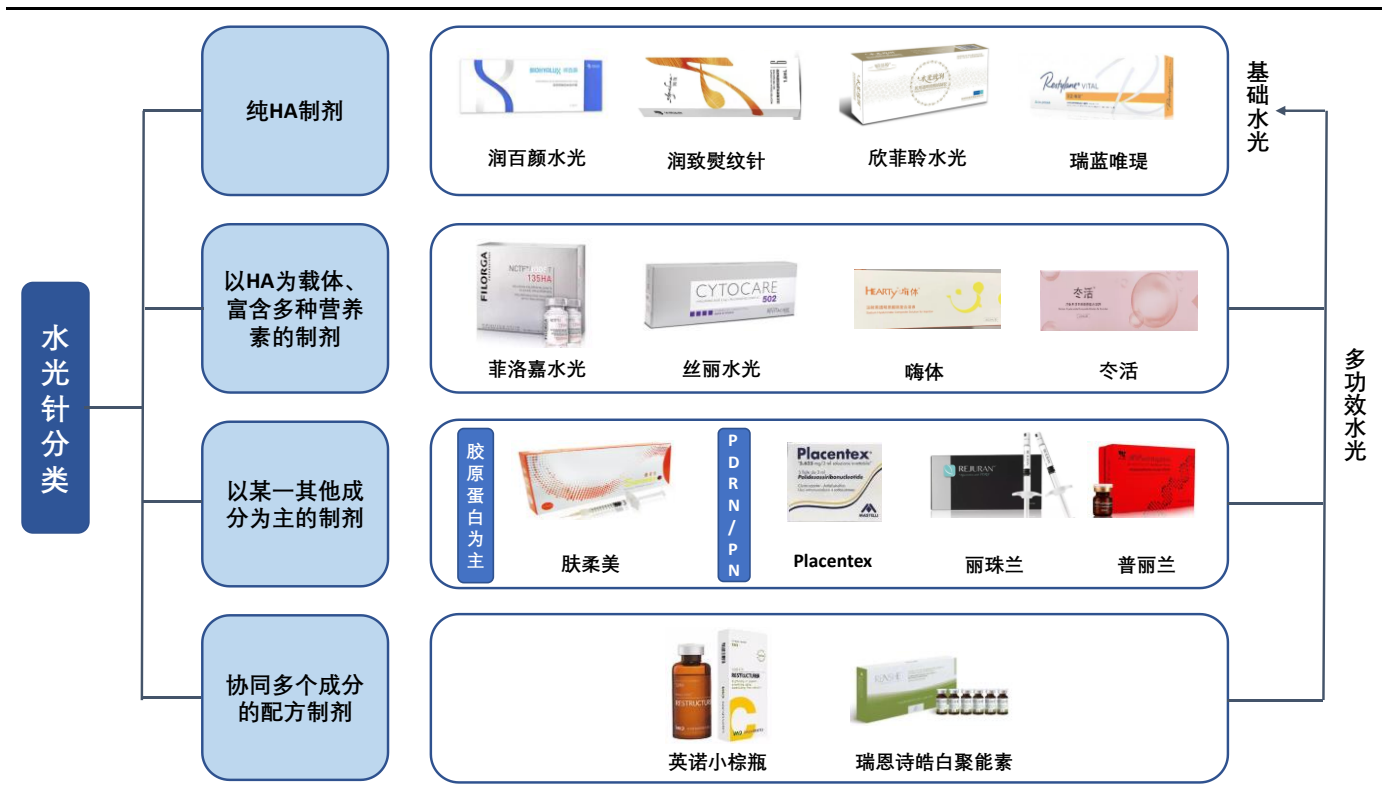 水光针分类
纯HA制剂
Restylane® VITAL
润百颜水光
润致熨纹针
欣菲聆水光
瑞蓝唯瑅
基础水光
以HA为载体、
富含多种营养
素的制剂
FILORGA
NCTF
135HA
CYTOCARE
502
HEARTY·嗨体
冭活
菲洛嘉水光
丝丽水光
嗨体
冭活
多功效水光
以某一其他成
分为主的制剂
胶原蛋白为主
肤柔美
PDRN/PN
Placentex®
Polideossiribonucleotide
MASTELLI
REJURAN
Placentex
丽珠兰
普丽兰
协同多个成分
的配方制剂
RESTRUCTURER
C
英诺小棕瓶
瑞恩诗皓白聚能素